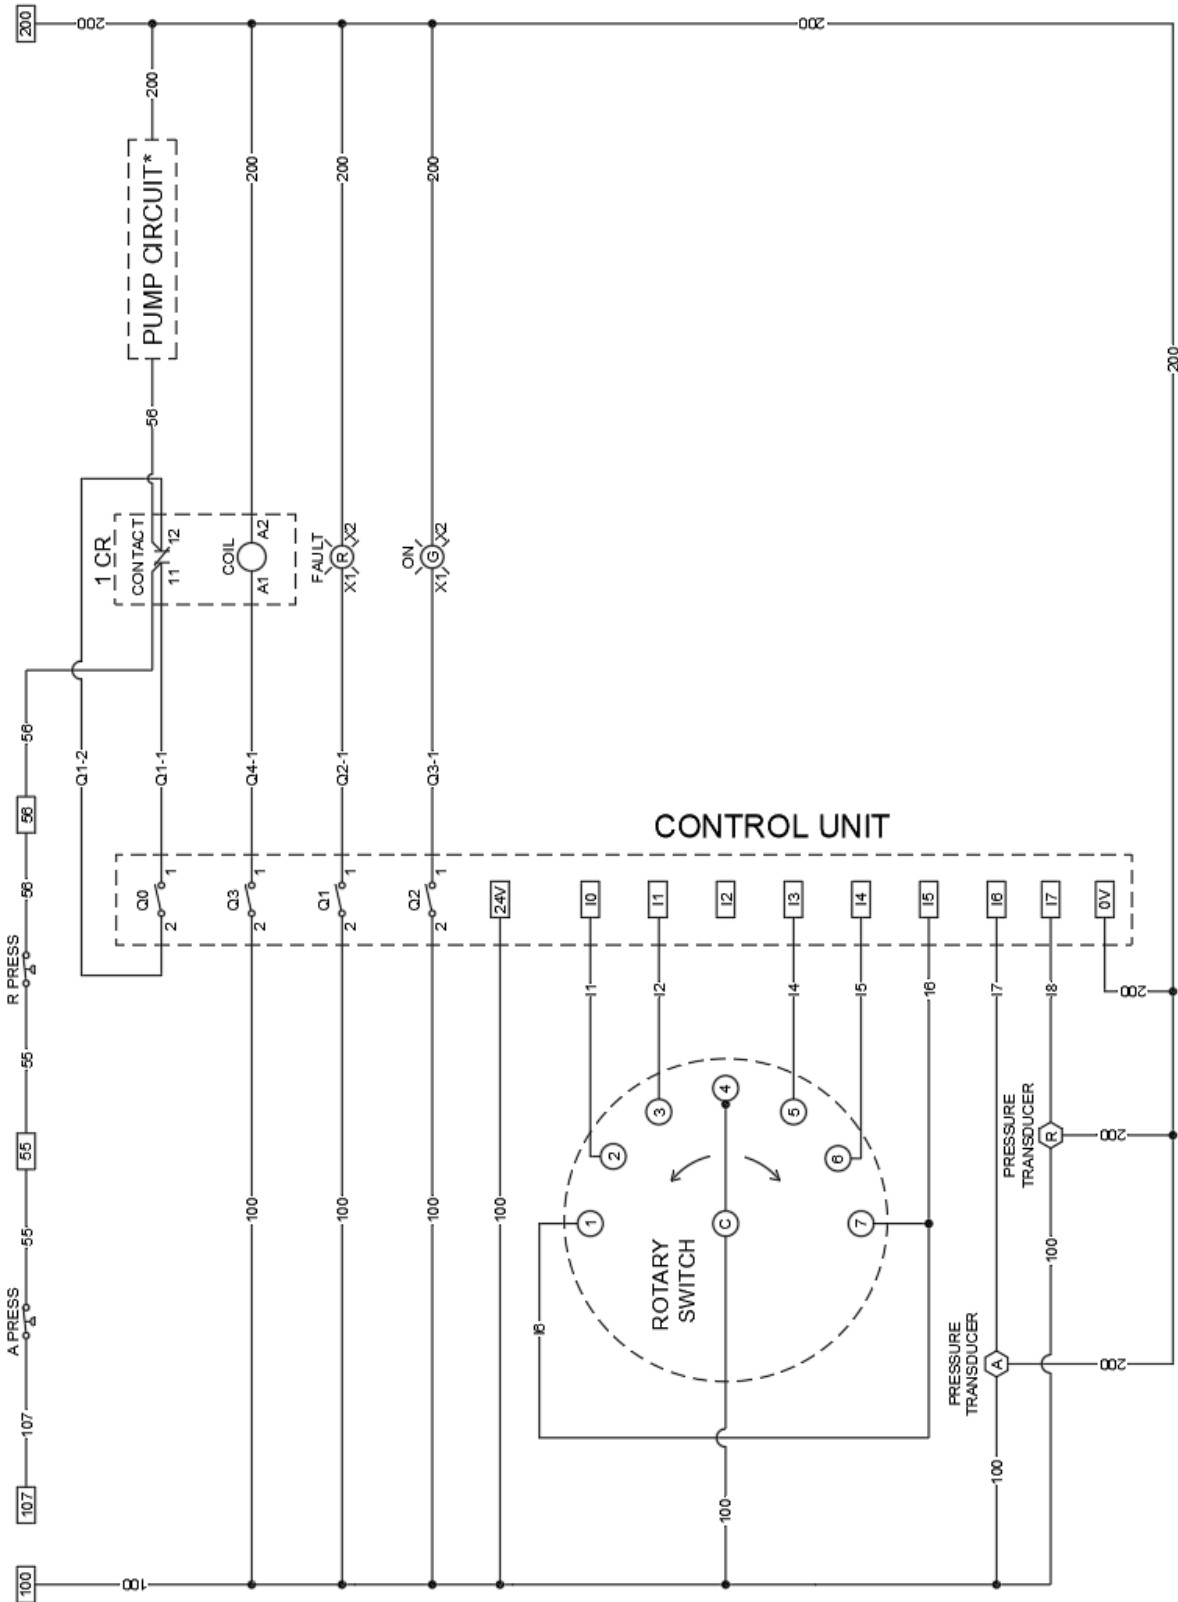 100
100
107
107
A PRESS
55
55
55
R PRESS
56
56
56
200
200
200
Q1-2
Q0
2
1
Q1-1
1 CR
CONTACT
11
12
56
PUMP CIRCUIT*
200
100
Q3
2
1
Q4-1
COIL
A1
A2
200
100
Q1
2
1
Q2-1
FAULT
X1
R
X2
200
100
Q2
2
1
Q3-1
ON
X1
G
X2
200
100
24V
CONTROL UNIT
I6
ROTARY
SWITCH
1
2
I1
I0
3
I2
I1
100
C
4
I2
5
I4
I3
6
I5
I4
7
16
I5
PRESSURE
TRANSDUCER
100
A
I7
I6
PRESSURE
TRANSDUCER
100
R
I8
I7
200
200
200
0V
200